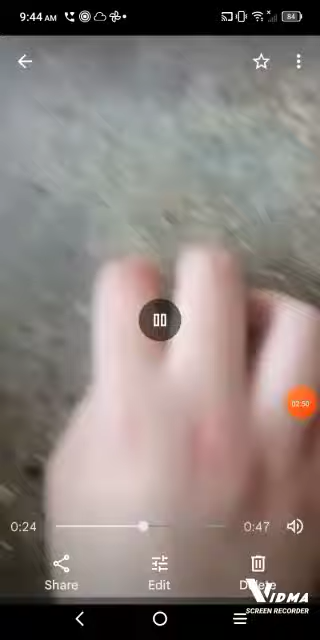 9:44 AM
84
02:50
0:24
0:47
Share
Edit
Delete
VIDMA
SCREEN RECORDER